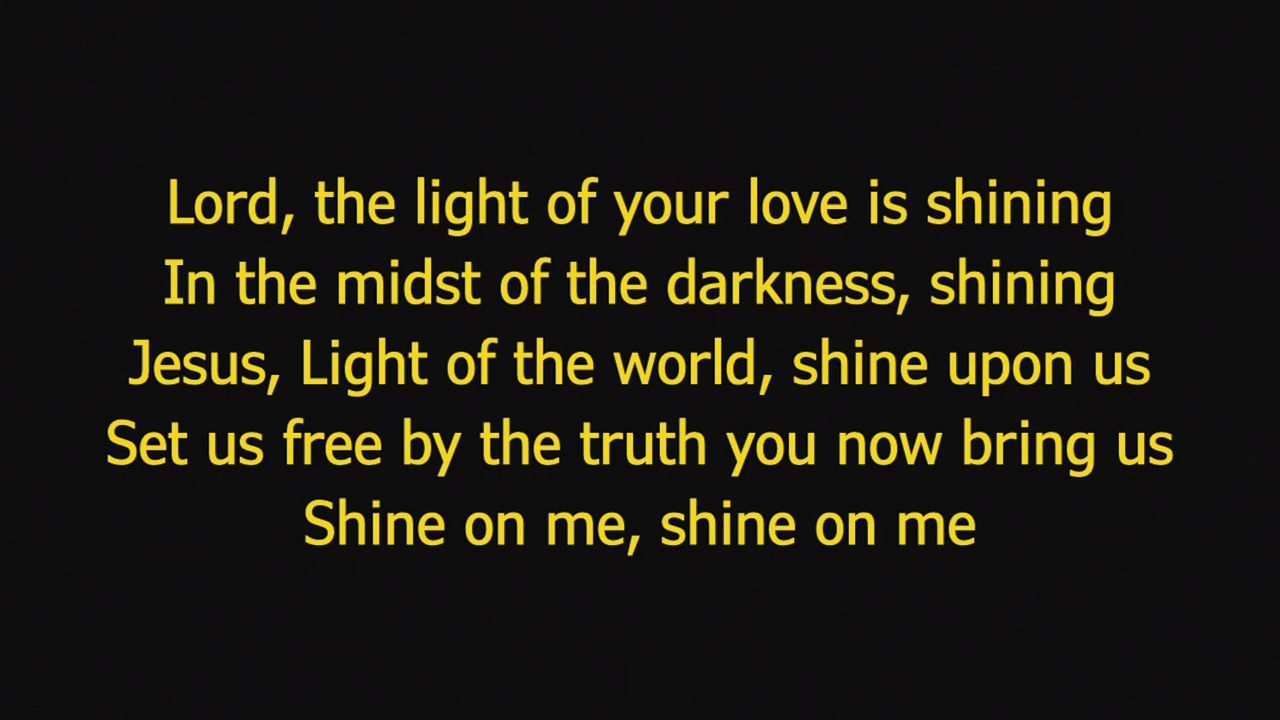 Lord, the light of your love is shining
In the midst of the darkness, shining
Jesus, Light of the world, shine upon us
Set us free by the truth you now bring us
Shine on me, shine on me